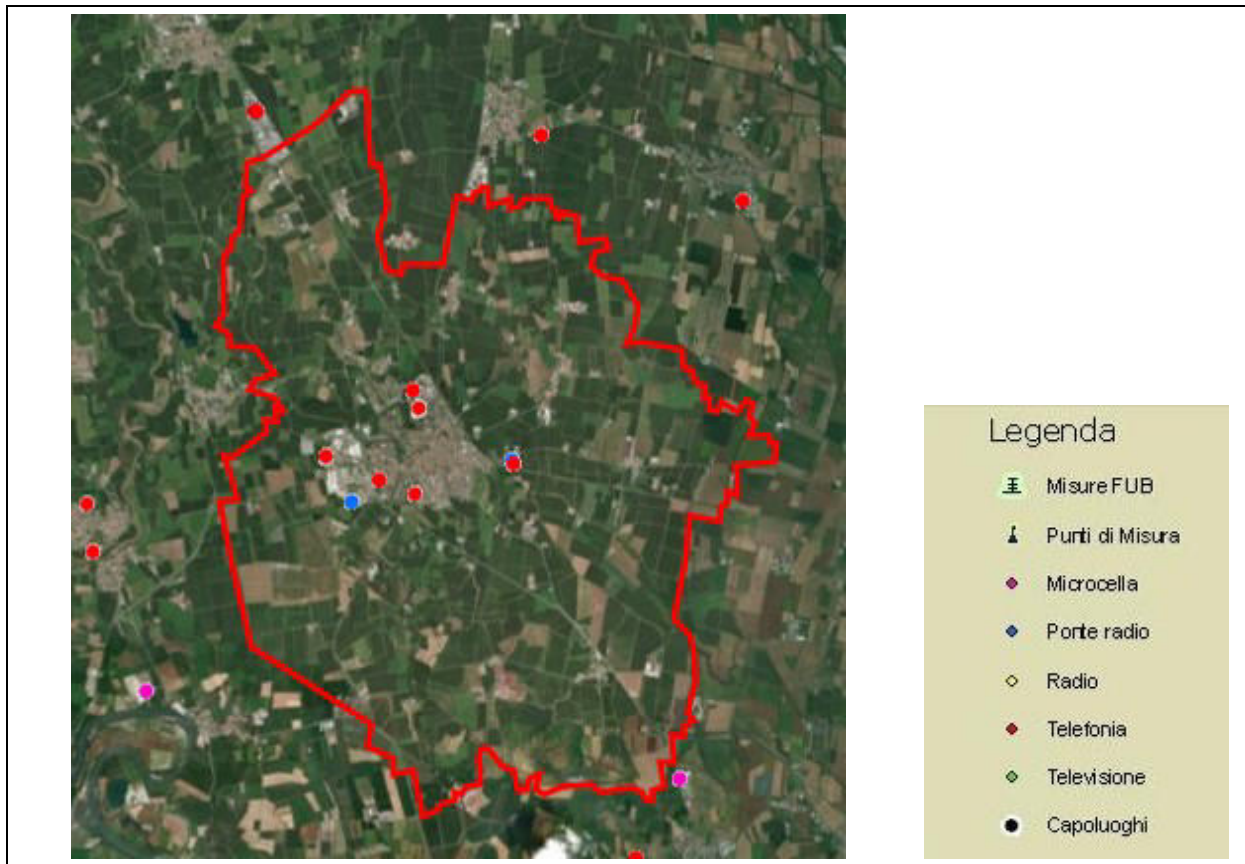 Legenda
Misure FUB
Punti di Misura
Microcella
Ponte radio
Radio
Telefonia
Televisione
Capoluoghi